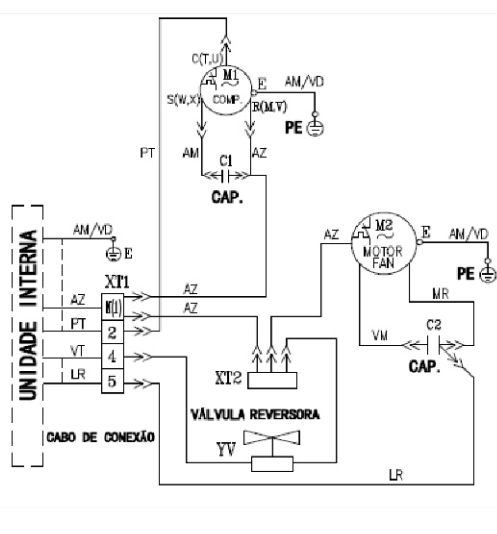 C(T,U)
M1
E
AM/VD
S(W,X)
COMP.
R(M,V)
PE
PT
AM
C1
AZ
CAP.
AM/VD
E
AZ
M2
E
AM/VD
MOTOR
FAN
PE
XT1
AZ
AZ
N(1)
AZ
MR
PT
2
VM
C2
VT
4
XT2
CAP.
LR
5
UNIDADE INTERNA
VÁLVULA REVERSORA
CABO DE CONEXÃO
YV
LR